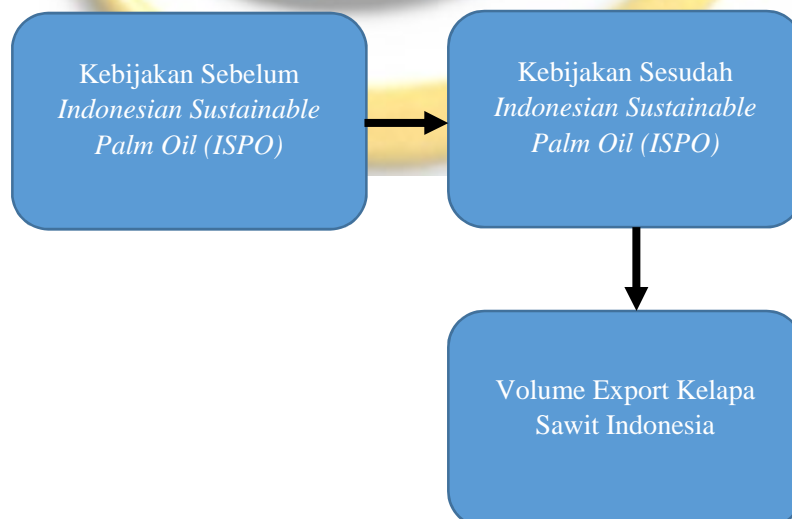 Kebijakan Sebelum
Indonesian Sustainable
Palm Oil (ISPO)
Kebijakan Sesudah
Indonesian Sustainable
Palm Oil (ISPO)
Volume Export Kelapa
Sawit Indonesia